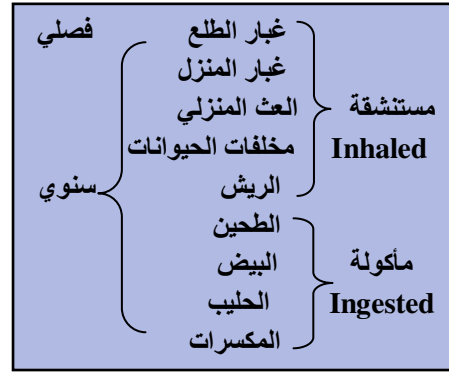 غبار الطلع فصلي
غبار المنزل
العث المنزلي
مستنشقة
مخلفات الحيوانات
Inhaled
الريش سنوي
الطحين
البيض
مأكولة
الحليب
Ingested
المكسرات